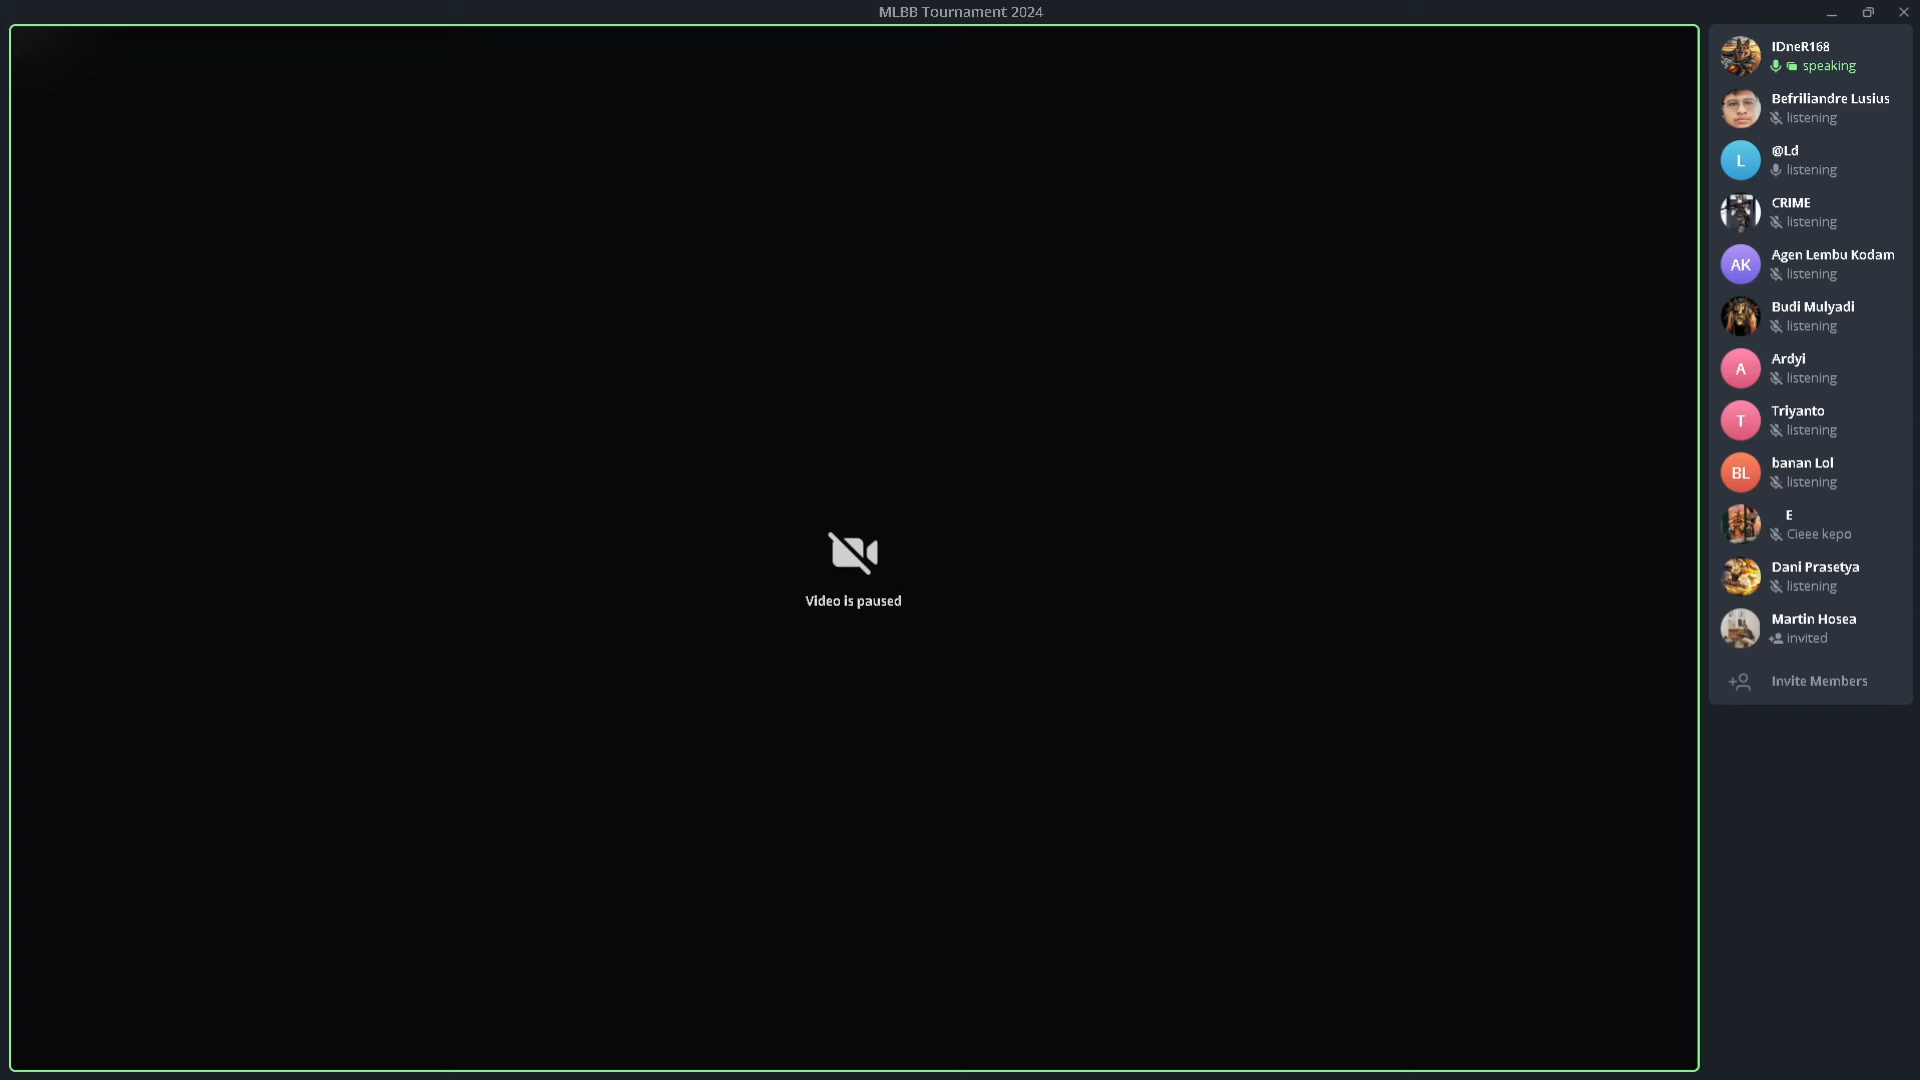 MLBB Tournament 2024
IDneR168
speaking
Befriliandre Lusius
listening
L
@Ld
listening
CRIME
listening
AK
Agen Lembu Kodam
listening
Budi Mulyadi
listening
A
Ardyi
listening
T
Triyanto
listening
BL
banan Lol
listening
E
Cieee kepo
Dani Prasetya
listening
Martin Hosea
invited
Invite Members
Video is paused